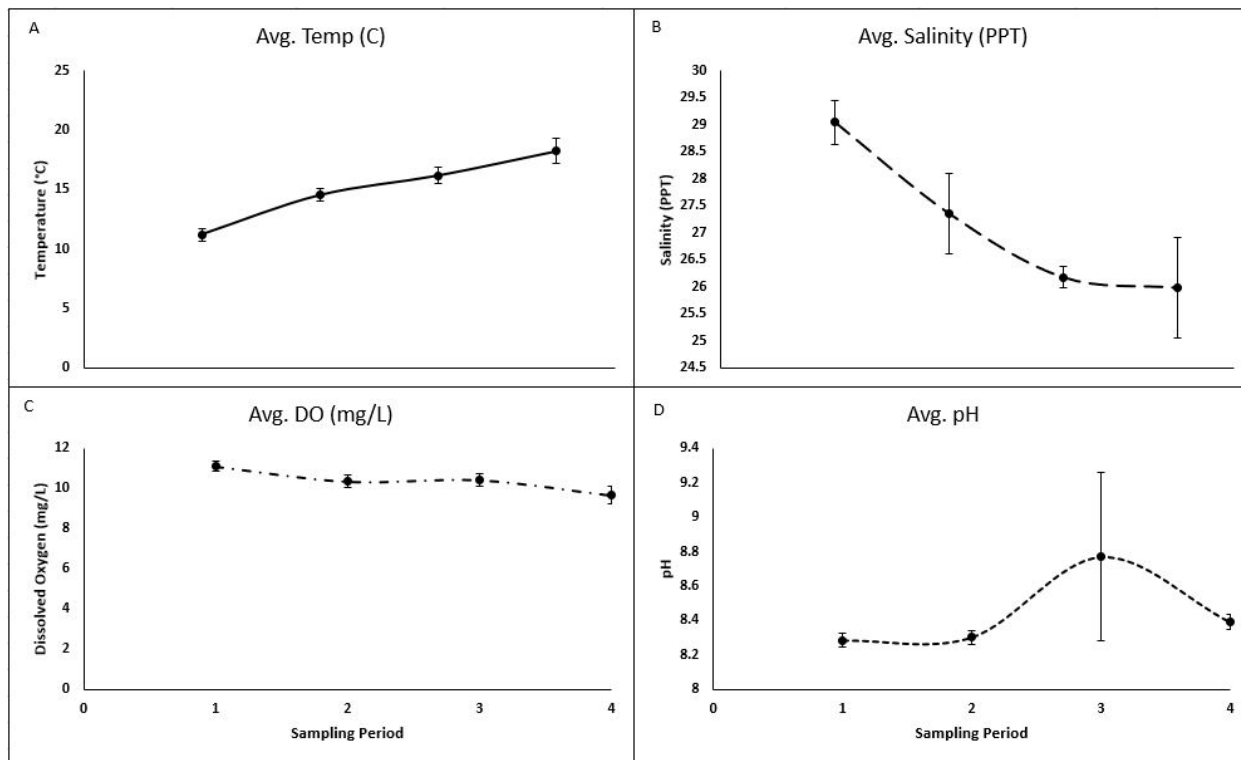 A
Avg. Temp (C)
25
20
15
10
5
0
Temperature (°C)
B
Avg. Salinity (PPT)
30
29.5
29
28.5
28
27.5
27
26.5
26
25.5
25
24.5
Salinity (PPT)
C
Avg. DO (mg/L)
12
10
8
6
4
2
0
Dissolved Oxygen (mg/L)
0 1 2 3 4
Sampling Period
D
Avg. pH
9.4
9.2
9
8.8
8.6
8.4
8.2
8
pH
0 1 2 3 4
Sampling Period